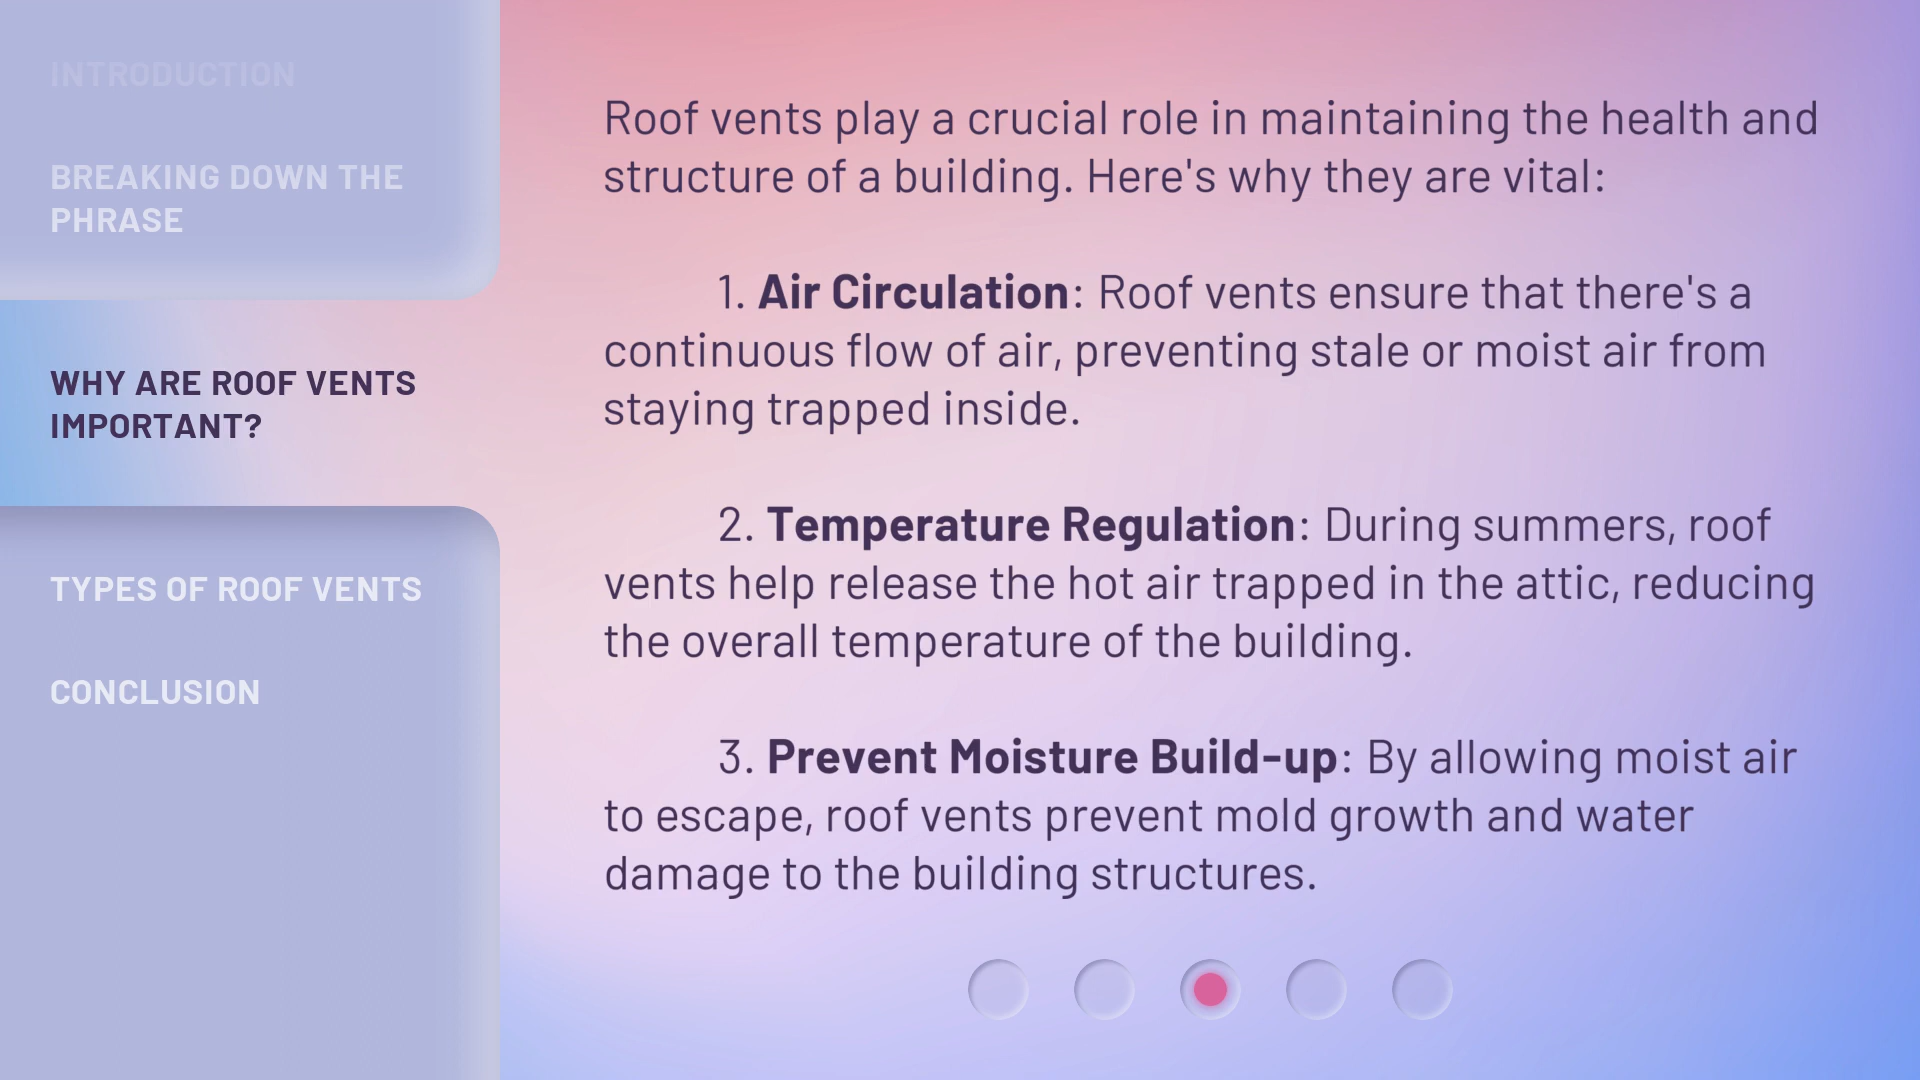 INTRODUCTION
BREAKING DOWN THE
PHRASE
WHY ARE ROOF VENTS
IMPORTANT?
TYPES OF ROOF VENTS
CONCLUSION
Roof vents play a crucial role in maintaining the health and
structure of a building. Here's why they are vital:
1. Air Circulation: Roof vents ensure that there's a
continuous flow of air, preventing stale or moist air from
staying trapped inside.
2. Temperature Regulation: During summers, roof
vents help release the hot air trapped in the attic, reducing
the overall temperature of the building.
3. Prevent Moisture Build-up: By allowing moist air
to escape, roof vents prevent mold growth and water
damage to the building structures.